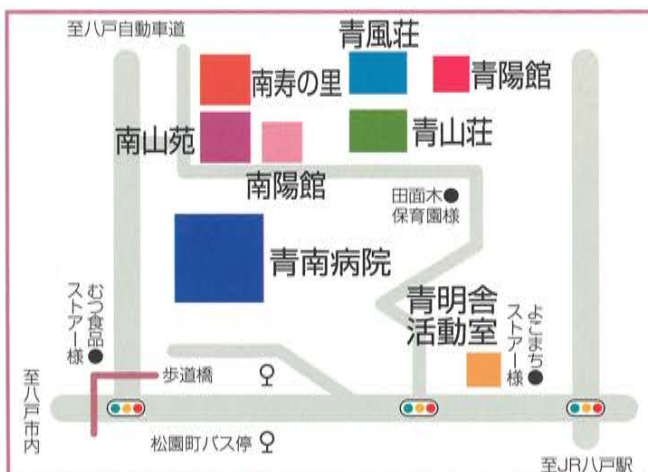 至八戸自動車道
青風荘
南寿の里
青陽館
南山苑
青山荘
南陽館
田面木
保育園様
青南病院
青明舎
活動室
むつ食品
ストアー様
よこまち
ストアー様
歩道橋
至八戸市内
松園町バス停
至JR八戸駅